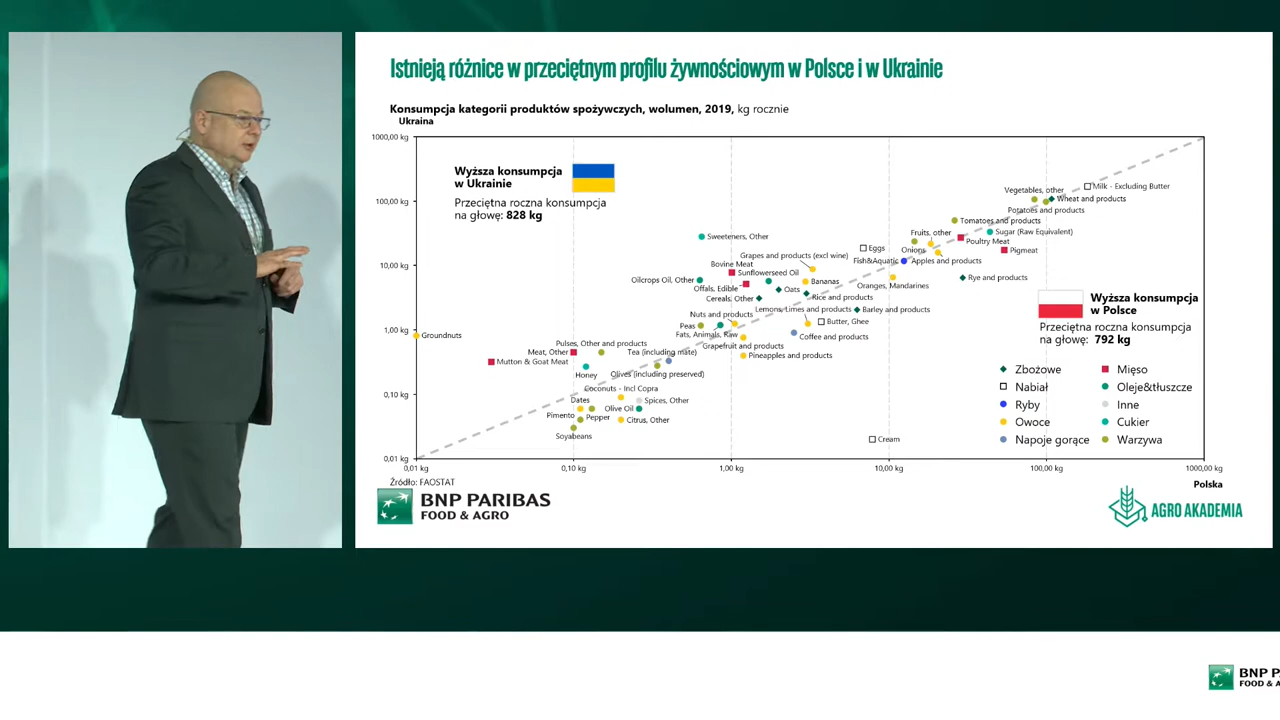 Istnieją różnice w przeciętnym profilu żywnościowym w Polsce i w Ukrainie
Konsumpcja kategorii produktów spożywczych, wolumen, 2019, kg rocznie
Ukraina
1000,00 kg
100,00 kg
10,00 kg
1,00 kg
0,10 kg
0,01 kg
Wyższa konsumpcja
w Ukrainie
Przeciętna roczna konsumpcja
na głowę: 828 kg
Milk - Excluding Butter
Vegetables, other
Wheat and products
Potatoes and products
Tomatoes and products
Sweeteners, Other
Fruits, other
Sugar (Raw Equivalent)
Poultry Meat
Eggs
Onions
Pigmeat
Grapes and products (excl wine)
Fish&Aquatic
Apples and products
Bovine Meat
Sunflowerseed Oil
Oilcrops Oil, Other
Bananas
Oranges, Mandarines
Rye and products
Offals, Edible
Oats
Cereals, Other
Rice and products
Lemons, Limes and products
Barley and products
Nuts and products
Butter, Ghee
Peas
Fats, Animals, Raw
Coffee and products
Groundnuts
Grapefruit and products
Pulses, Other and products
Meat, Other
Tea (including mate)
Pineapples and products
Mutton & Goat Meat
Honey
Olives (including preserved)
Coconuts - Incl Copra
Dates
Spices, Other
Olive Oil
Pimento
Pepper
Citrus, Other
Soyabeans
Cream
Wyższa konsumpcja
w Polsce
Przeciętna roczna konsumpcja
na głowę: 792 kg
Zbożowe
Mięso
Nabiał
Oleje&tłuszcze
Ryby
Inne
Owoce
Cukier
Napoje gorące
Warzywa
0,01 kg
0,10 kg
1,00 kg
10,00 kg
100,00 kg
1000,00 kg
Polska
Źródło: FAOSTAT
BNP PARIBAS
FOOD & AGRO
AGRO AKADEMIA
BNP P
FOOD & A